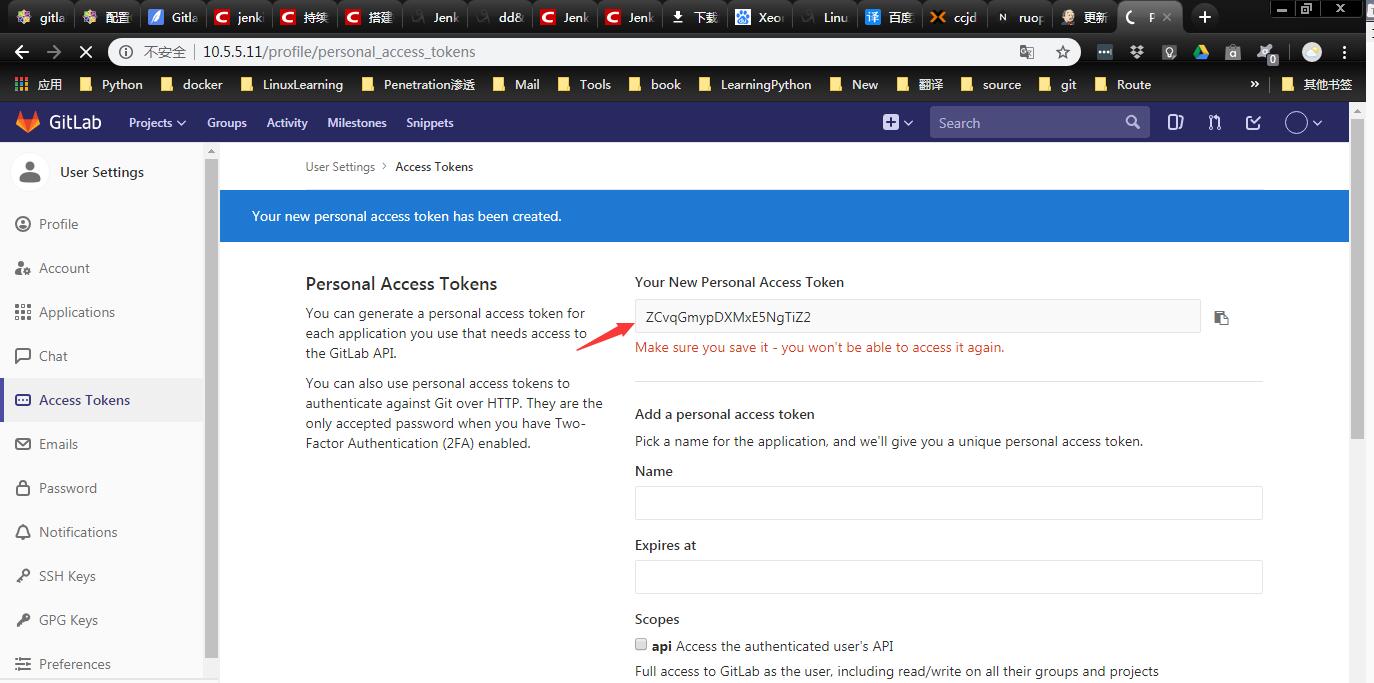 gitla 配置 Gitla jenki 持续 搭建 Jenk dd& Jenk Jenk 下载 Xeor Linu 百度 ccjd ruop 更新 P
不安全 10.5.5.11/profile/personal_access_tokens
应用 Python docker LinuxLearning Penetration渗透 Mail Tools book LearningPython New 翻译 source git Route » 其他书签
GitLab Projects Groups Activity Milestones Snippets Search
User Settings
Profile
Account
Applications
Chat
Access Tokens
Emails
Password
Notifications
SSH Keys
GPG Keys
Preferences
User Settings > Access Tokens
Your new personal access token has been created.
Personal Access Tokens
You can generate a personal access token for
each application you use that needs access to
the GitLab API.
You can also use personal access tokens to
authenticate against Git over HTTP. They are the
only accepted password when you have Two-
Factor Authentication (2FA) enabled.
Your New Personal Access Token
ZCvqGmypDXMxE5NgTiZ2
Make sure you save it - you won't be able to access it again.
Add a personal access token
Pick a name for the application, and we'll give you a unique personal access token.
Name
Expires at
Scopes
api Access the authenticated user's API
Full access to GitLab as the user, including read/write on all their groups and projects